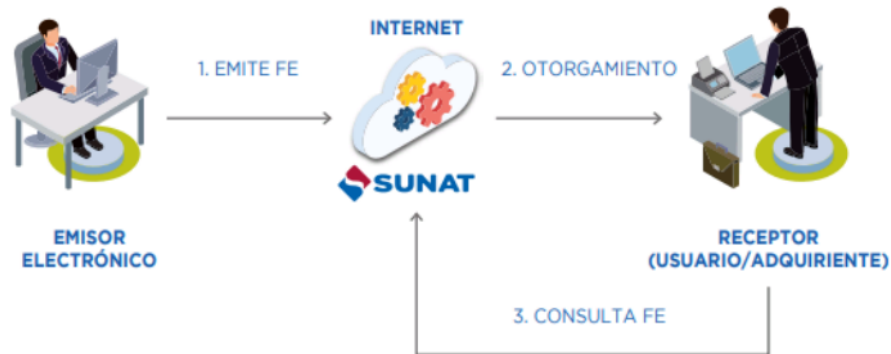 INTERNET
1. EMITE FE
2. OTORGAMIENTO
SUNAT
EMISOR
ELECTRÓNICO
RECEPTOR
(USUARIO/ADQUIRIENTE)
3. CONSULTA FE